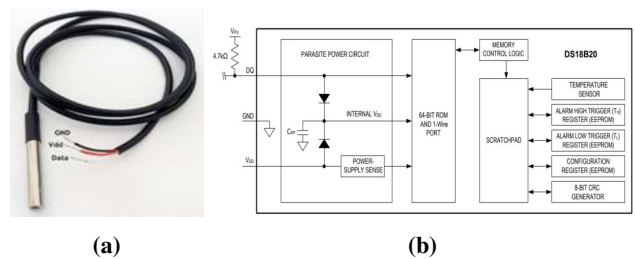 GND
Vdd
Data
(a)
VPU
4.7kΩ
DQ
GND
VDD
PARASITE POWER CIRCUIT
INTERNAL VDD
CPP
POWER-
SUPPLY SENSE
64-BIT ROM
AND 1-Wire
PORT
MEMORY
CONTROL LOGIC
DS18B20
SCRATCHPAD
TEMPERATURE
SENSOR
ALARM HIGH TRIGGER (TH)
REGISTER (EEPROM)
ALARM LOW TRIGGER (TL)
REGISTER (EEPROM)
CONFIGURATION
REGISTER (EEPROM)
8-BIT CRC
GENERATOR
(b)